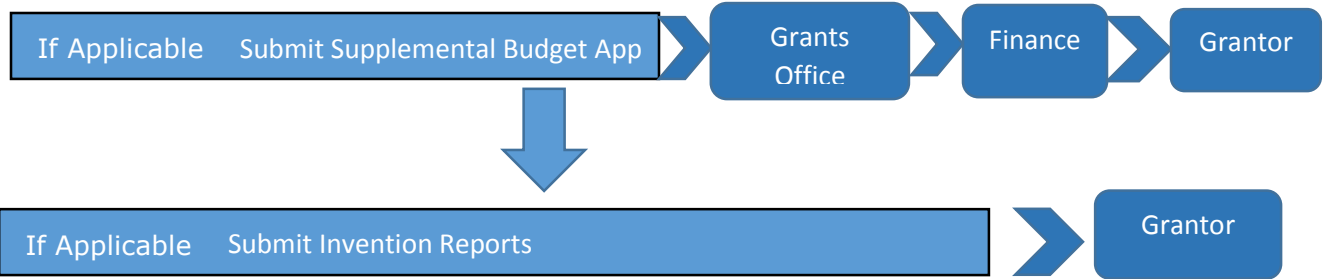 If Applicable Submit Supplemental Budget App
Grants
Office
Finance
Grantor
If Applicable Submit Invention Reports
Grantor